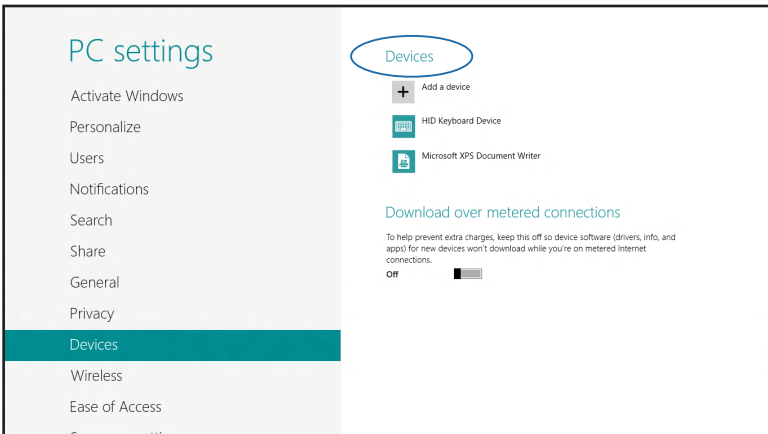 PC settings
Activate Windows
Personalize
Users
Notifications
Search
Share
General
Privacy
Devices
Wireless
Ease of Access
Devices
Add a device
HID Keyboard Device
Microsoft XPS Document Writer
Download over metered connections
To help prevent extra charges, keep this off so device software (drivers, info, and
apps) for new devices won't download while you're on metered Internet
connections.
Off